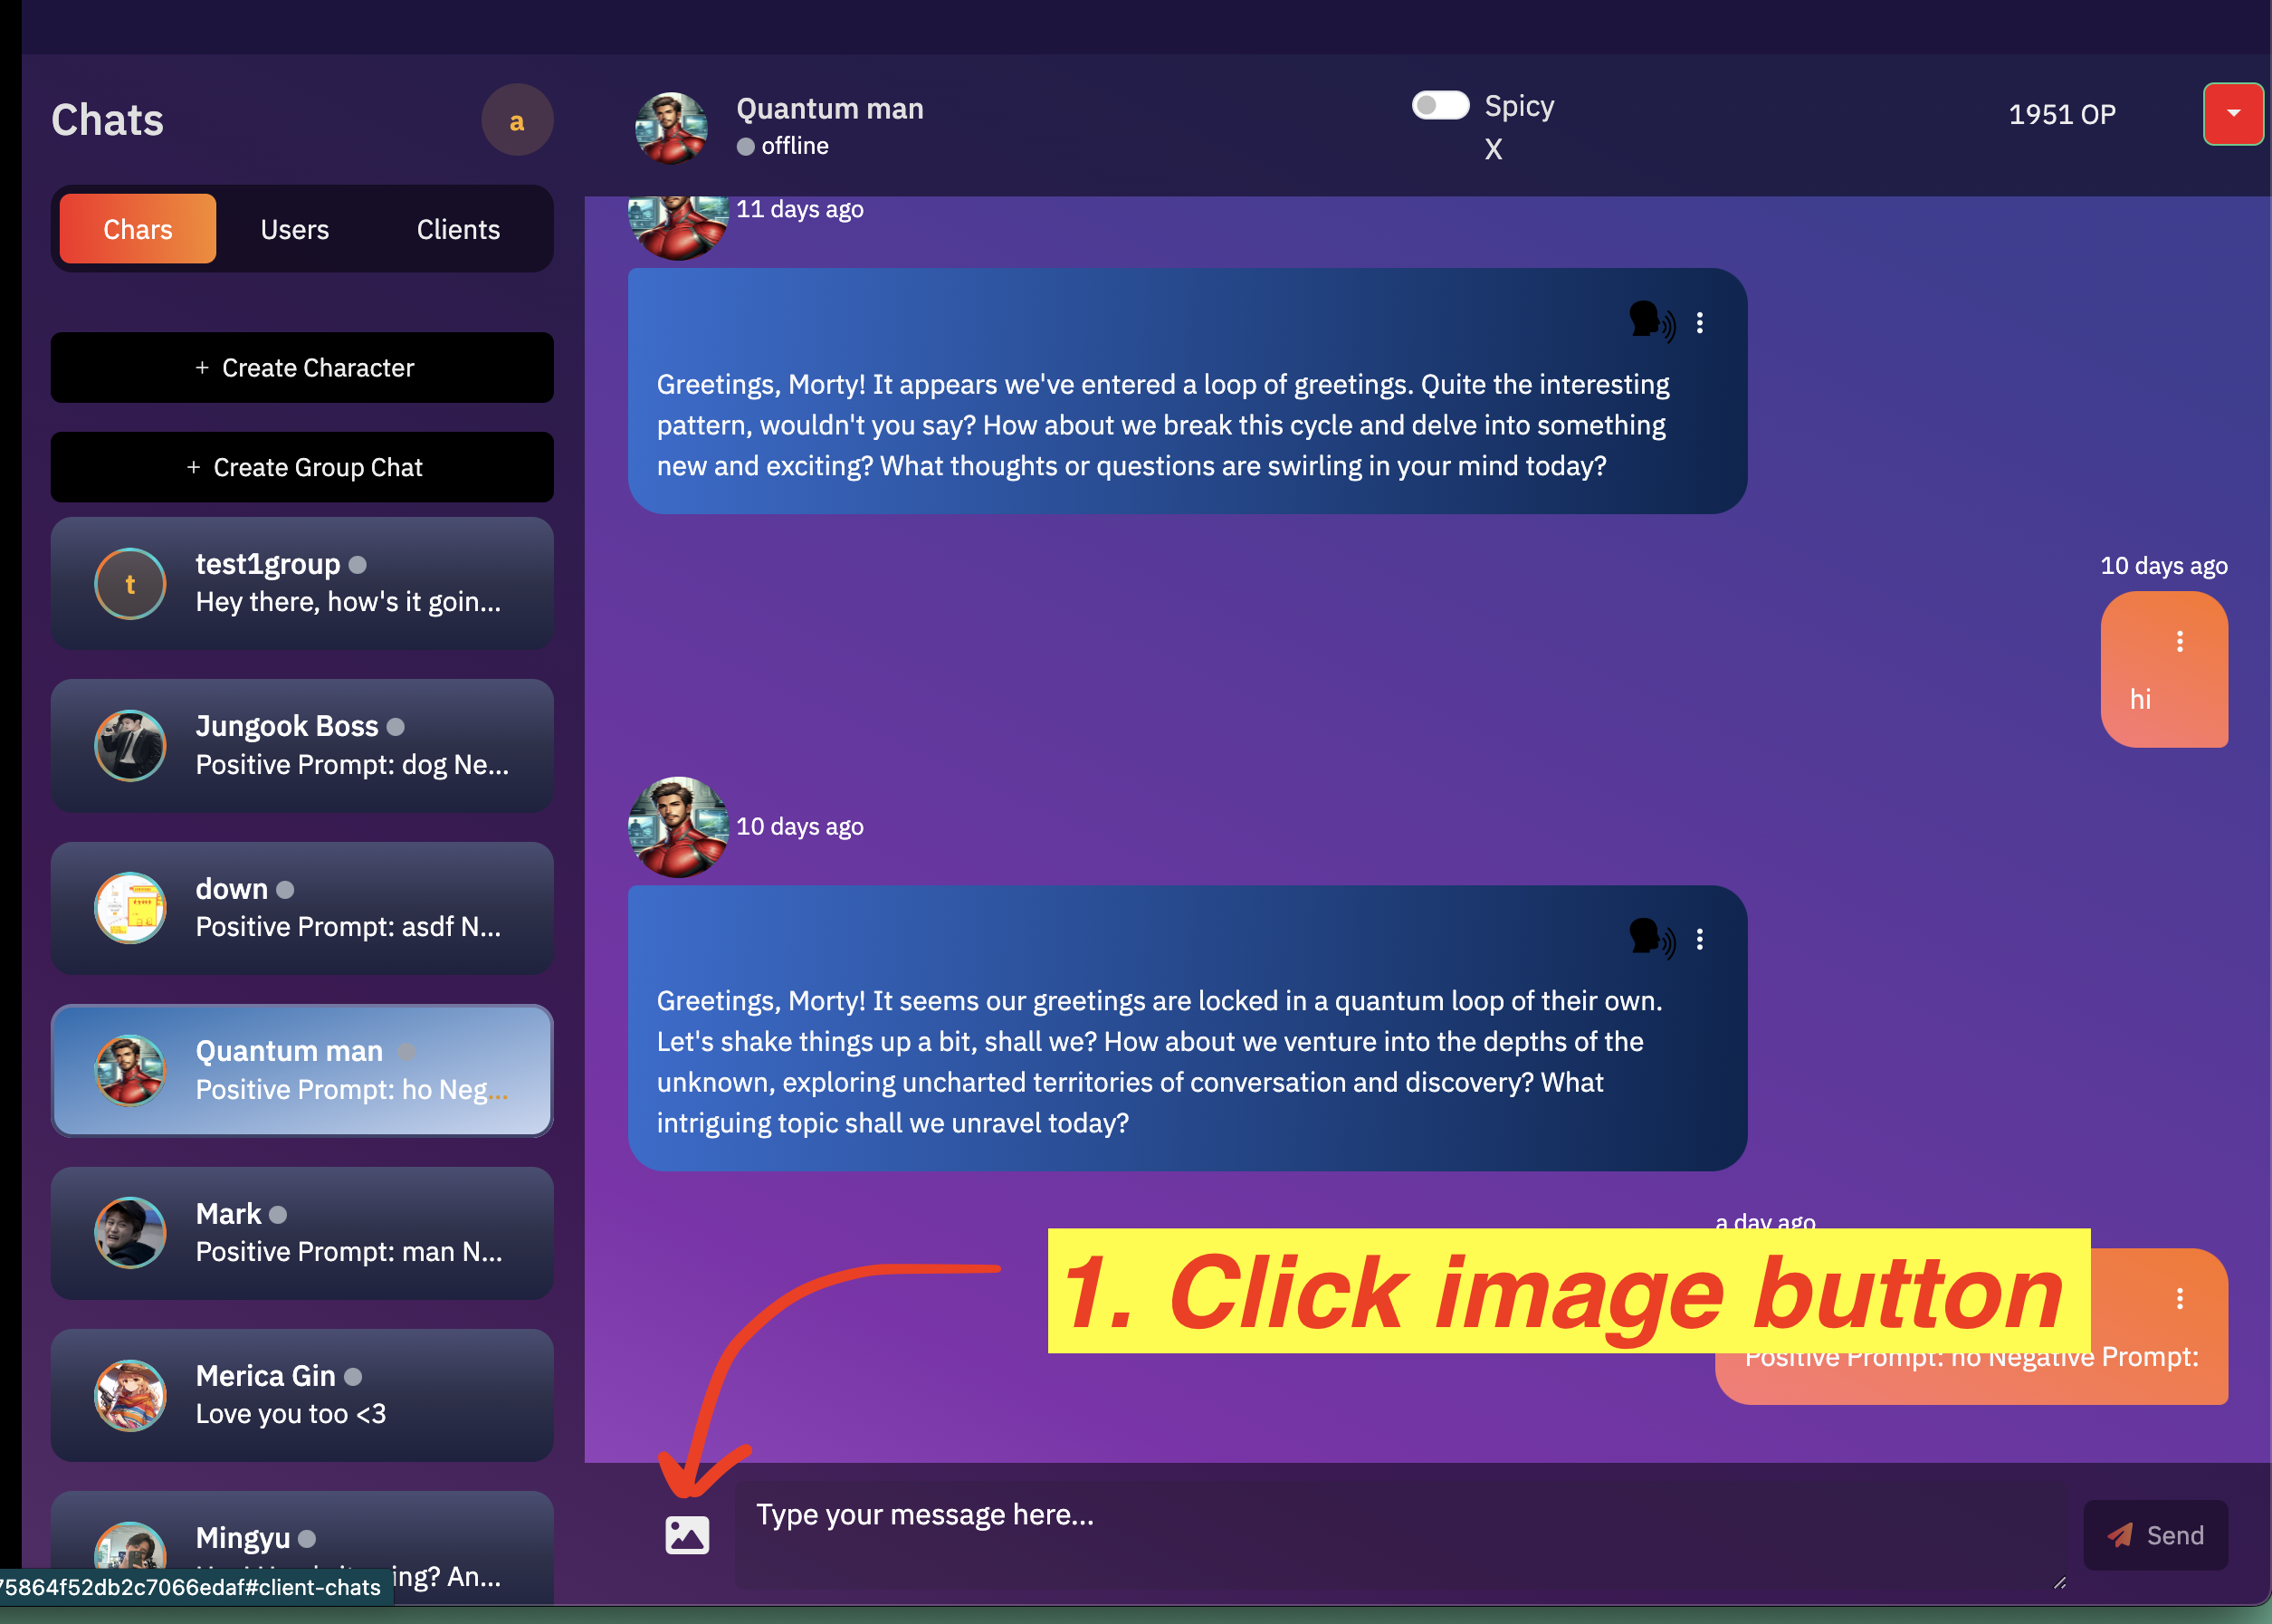 Chats
a
Chars
Users
Clients
+ Create Character
+ Create Group Chat
t
test1group
Hey there, how's it goin...
Jungook Boss
Positive Prompt: dog Ne...
down
Positive Prompt: asdf N...
Quantum man
Positive Prompt: ho Neg...
Mark
Positive Prompt: man N...
Merica Gin
Love you too <3
Mingyu
ing? An...
75864f52db2c7066edaf#client-chats
Quantum man
offline
Spicy
X
1951 OP
11 days ago
Greetings, Morty! It appears we've entered a loop of greetings. Quite the interesting
pattern, wouldn't you say? How about we break this cycle and delve into something
new and exciting? What thoughts or questions are swirling in your mind today?
10 days ago
hi
10 days ago
Greetings, Morty! It seems our greetings are locked in a quantum loop of their own.
Let's shake things up a bit, shall we? How about we venture into the depths of the
unknown, exploring uncharted territories of conversation and discovery? What
intriguing topic shall we unravel today?
a day ago
1. Click image button
Positive Prompt: ho Negative Prompt:
Type your message here...
Send